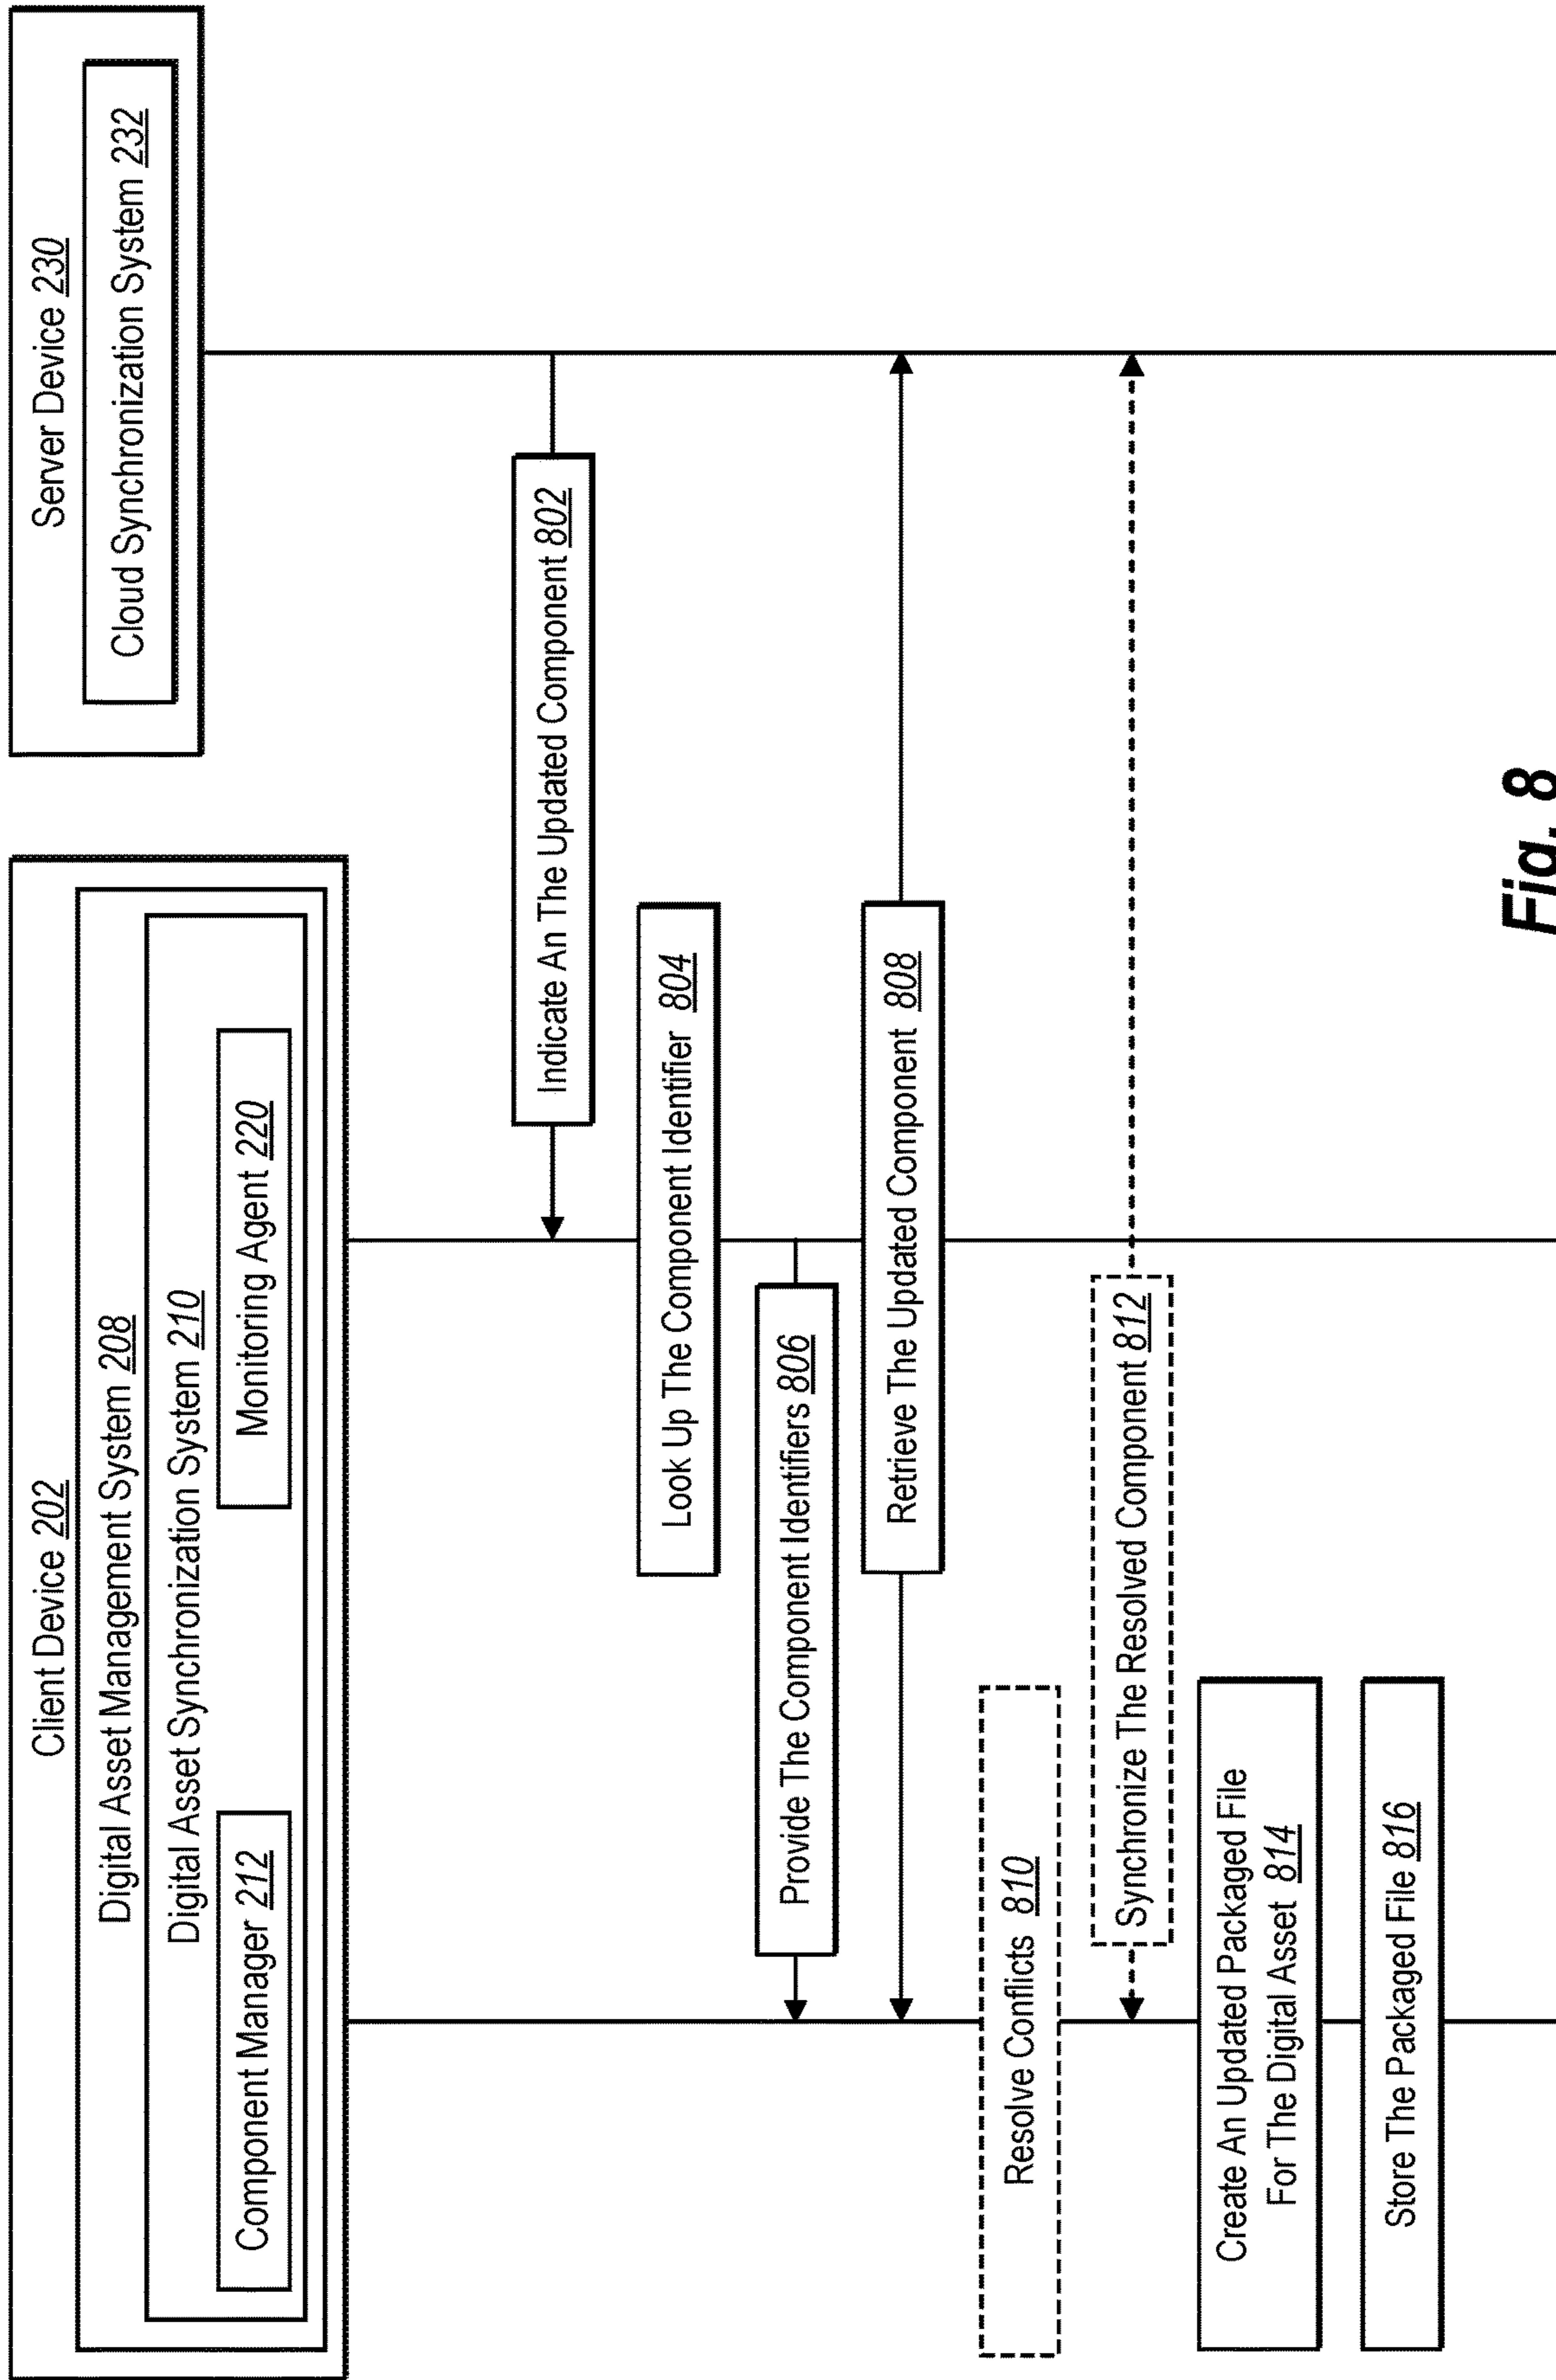 Client Device 202
Digital Asset Management System 208
Digital Asset Synchronization System 210
Component Manager 212
Monitoring Agent 220
Server Device 230
Cloud Synchronization System 232
Indicate An The Updated Component 802
Look Up The Component Identifier 804
Provide The Component Identifiers 806
Retrieve The Updated Component 808
Resolve Conflicts 810
Synchronize The Resolved Component 812
Create An Updated Packaged File
For The Digital Asset 814
Store The Packaged File 816
Fig. 8